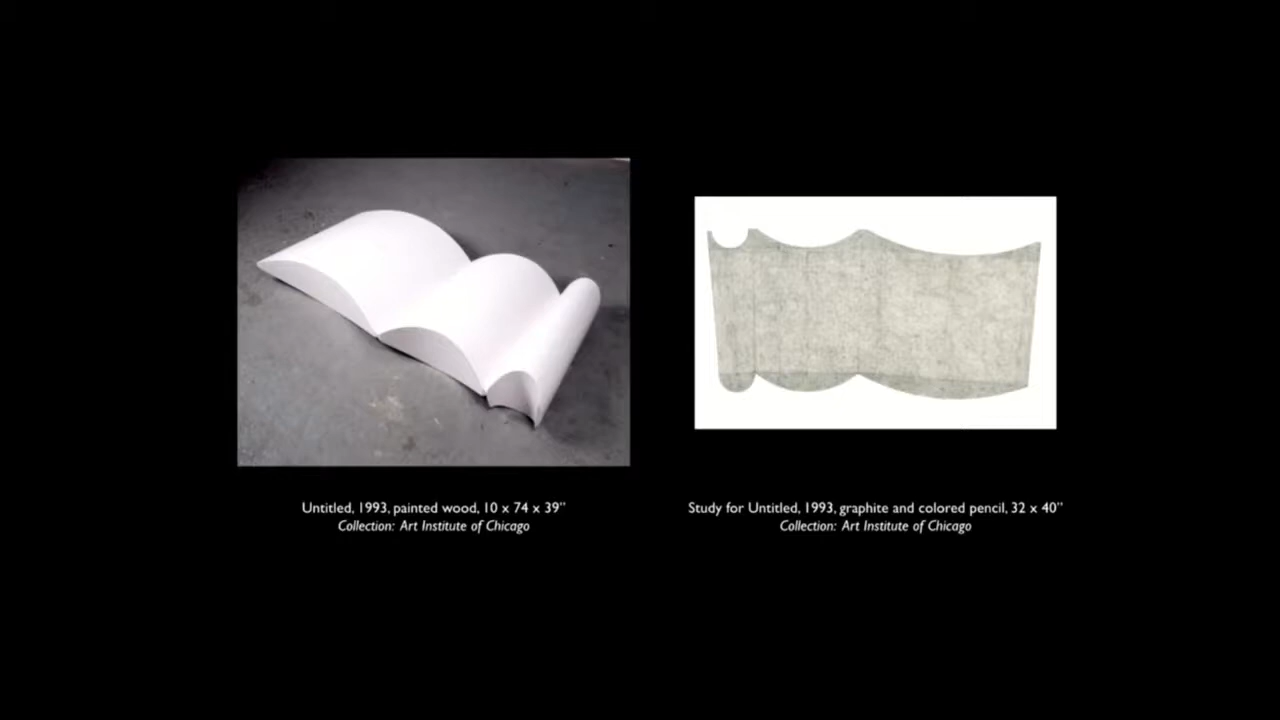 Untitled, 1993, painted wood, 10 x 74 x 39"
Collection: Art Institute of Chicago
Study for Untitled, 1993, graphite and colored pencil, 32 x 40"
Collection: Art Institute of Chicago